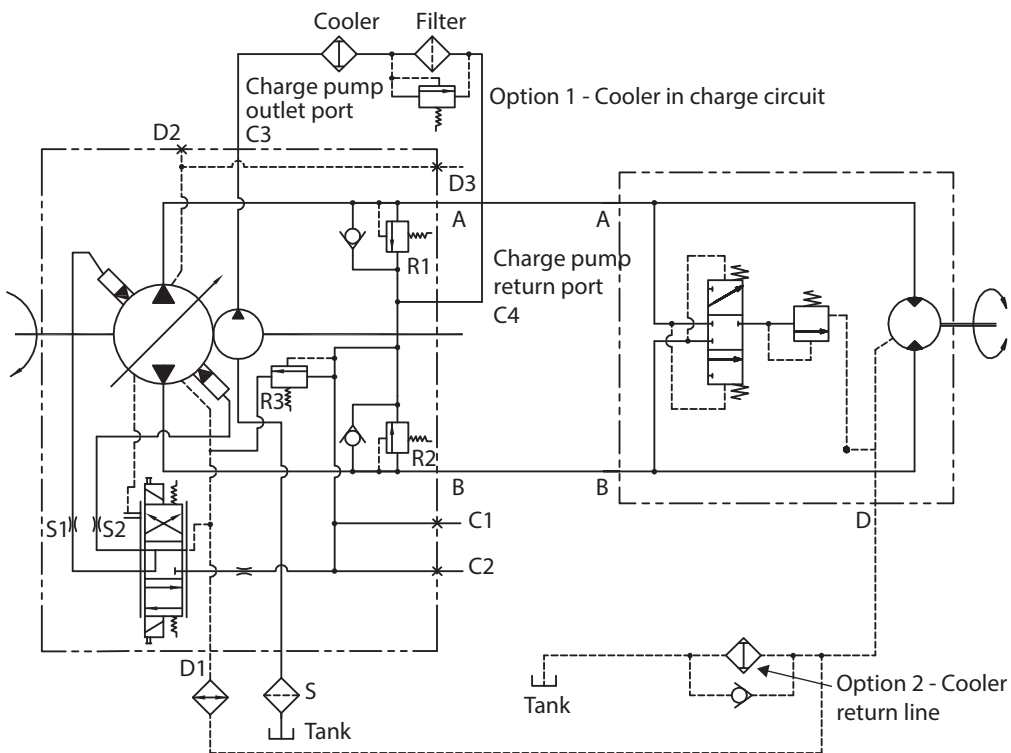 Cooler
Filter
Charge pump
outlet port
C3
Option 1 - Cooler in charge circuit
D2
D3
A
A
R1
Charge pump
return port
C4
R3
R2
B
B
S1
S2
C1
C2
D
D1
S
Tank
Tank
Option 2 - Cooler
return line